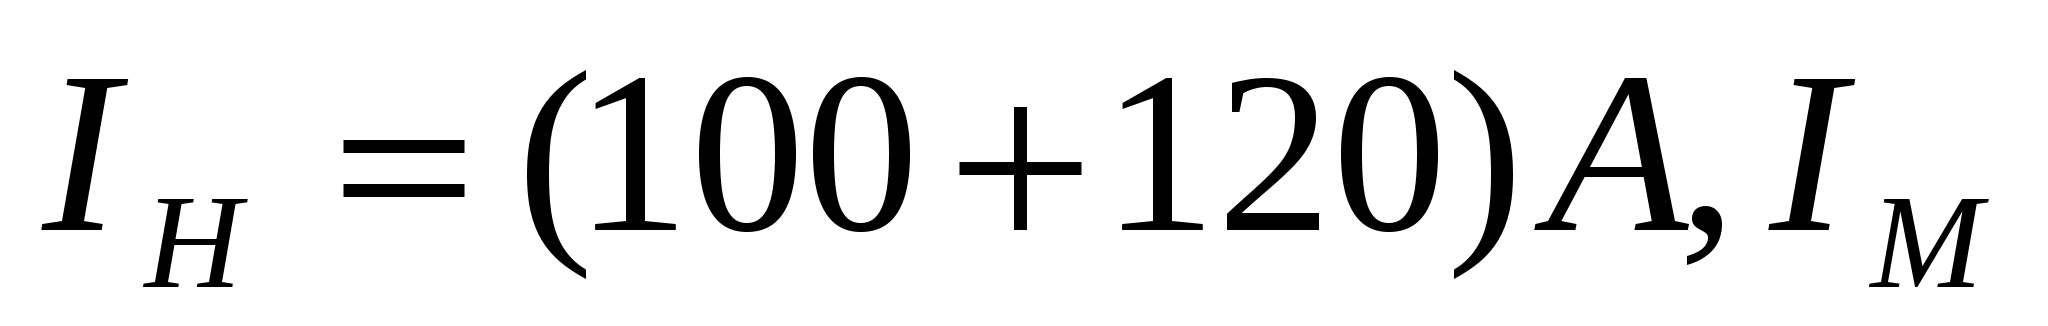 I_H = (100 + 120) A, I_M